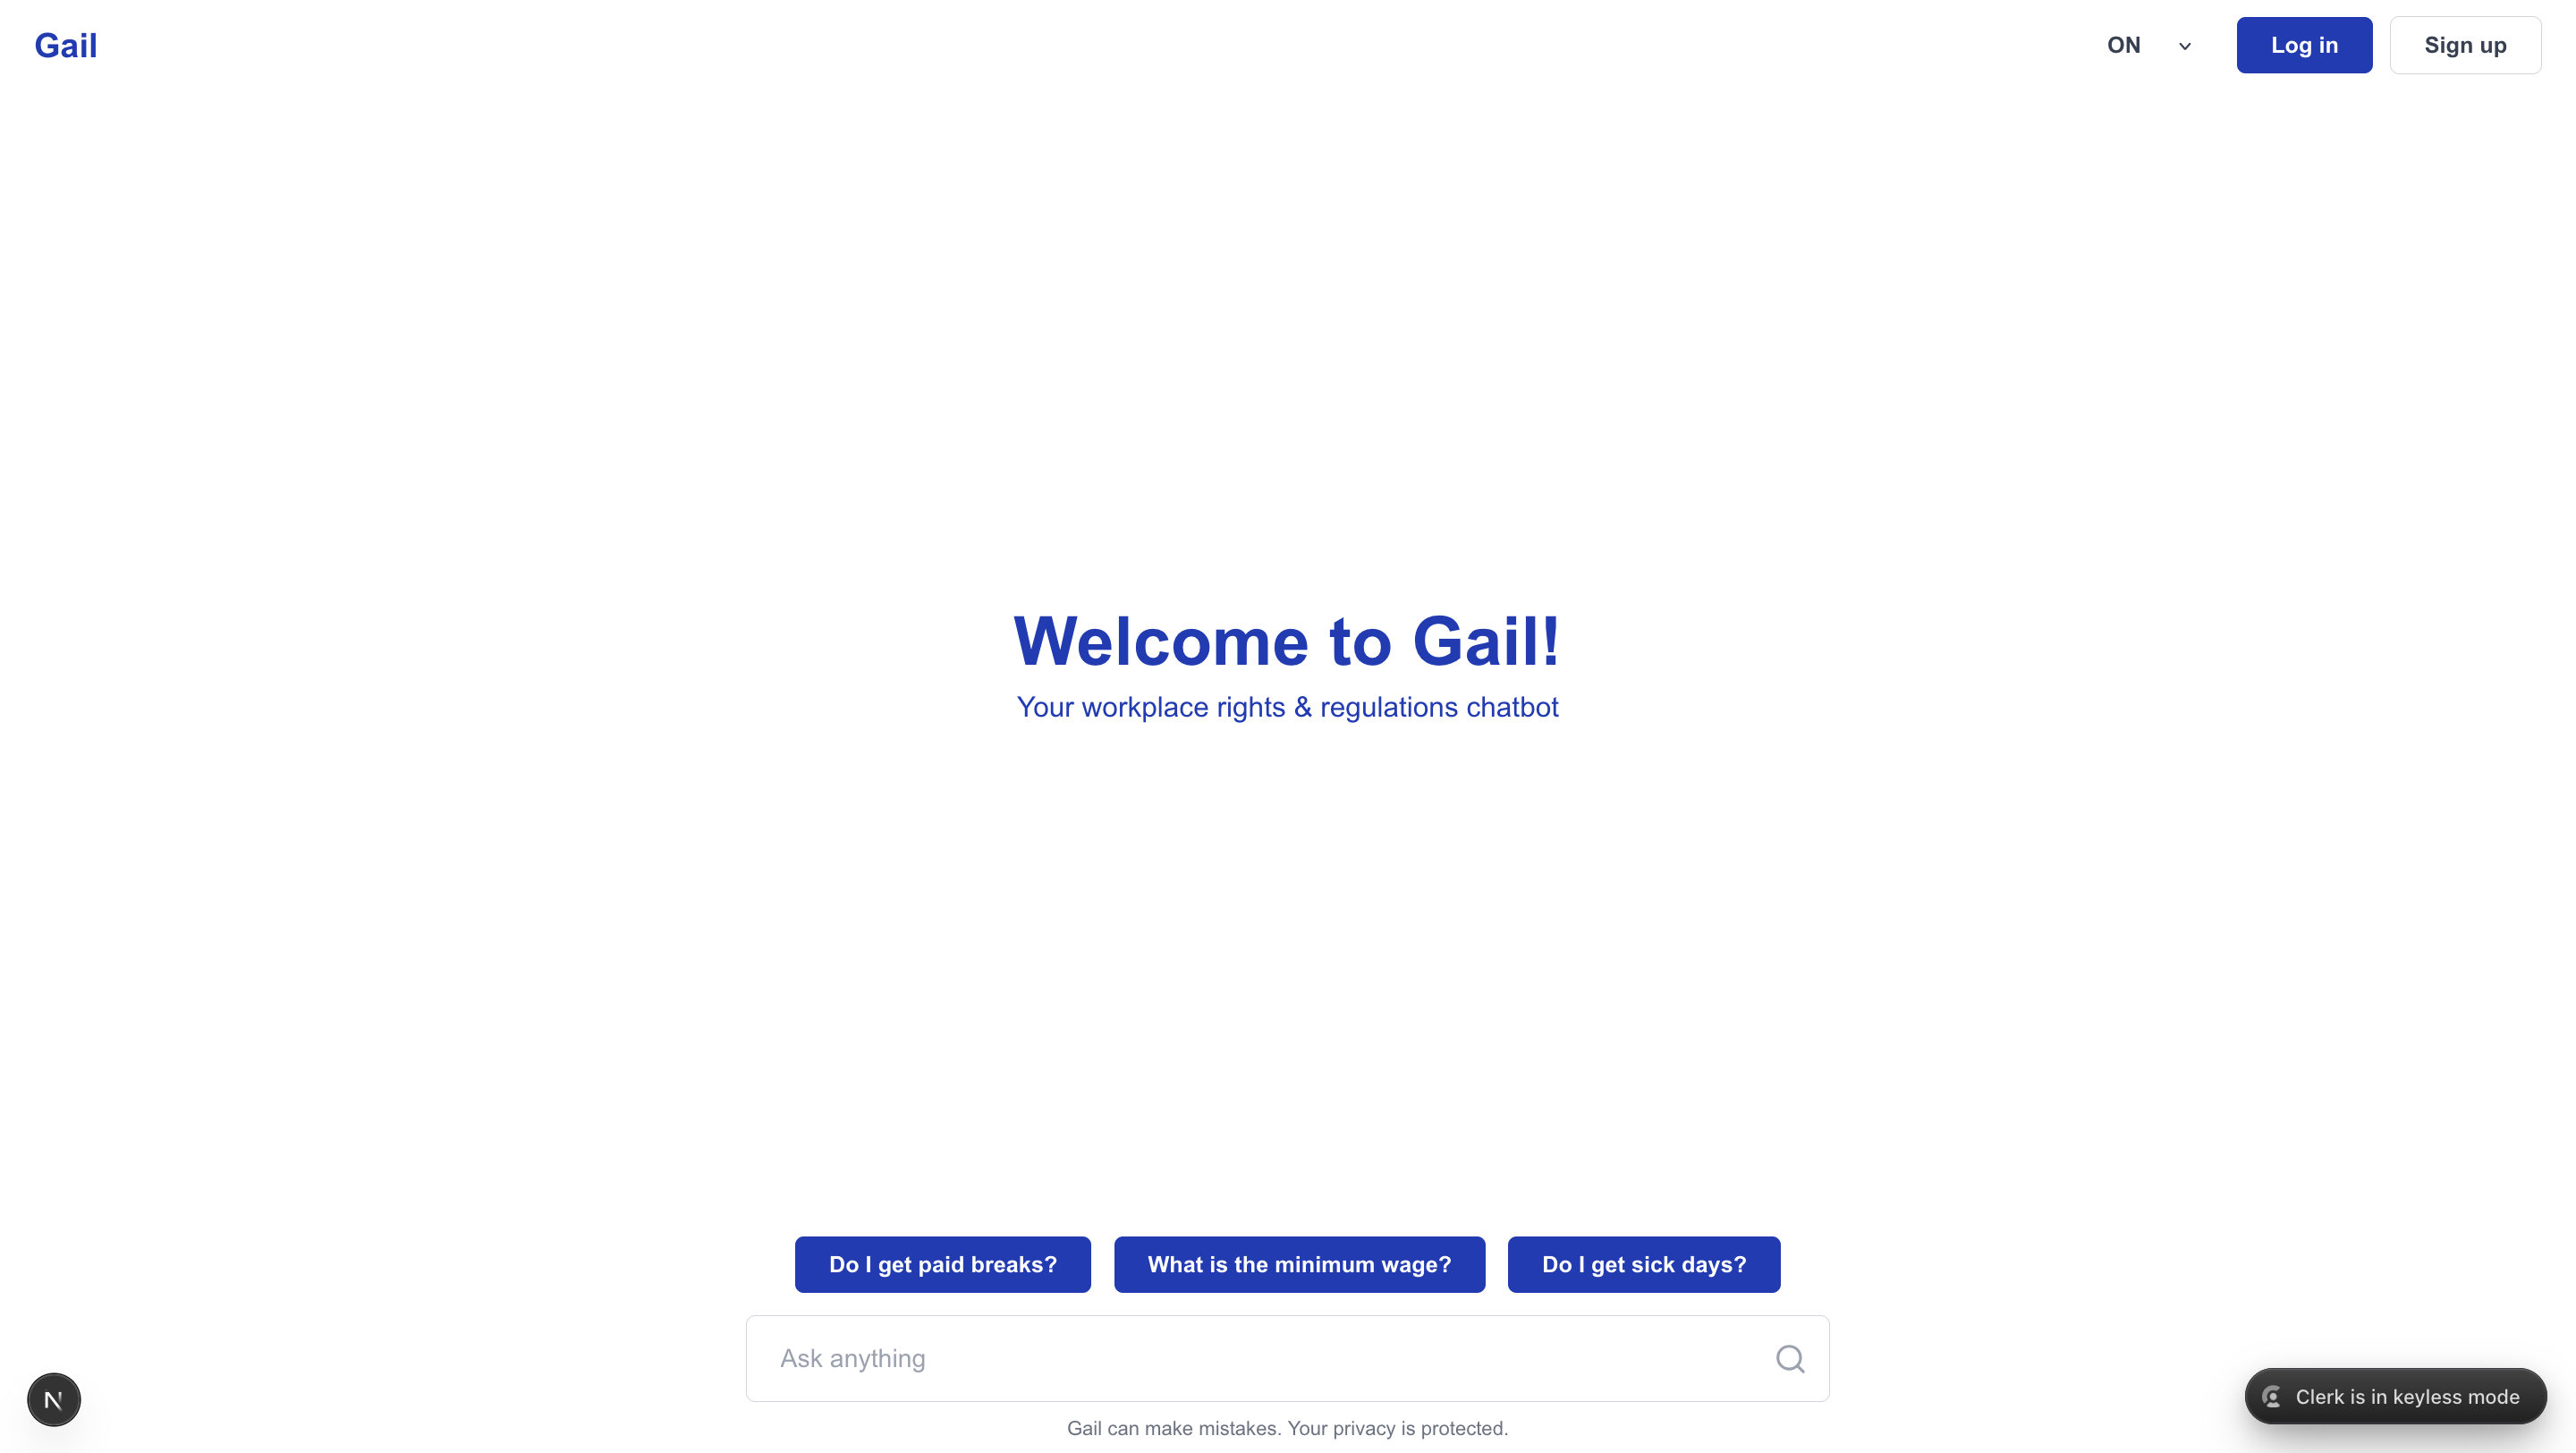 Gail
ON
Log in
Sign up
Welcome to Gail!
Your workplace rights & regulations chatbot
Do I get paid breaks?
What is the minimum wage?
Do I get sick days?
Ask anything
N
Clerk is in keyless mode
Gail can make mistakes. Your privacy is protected.